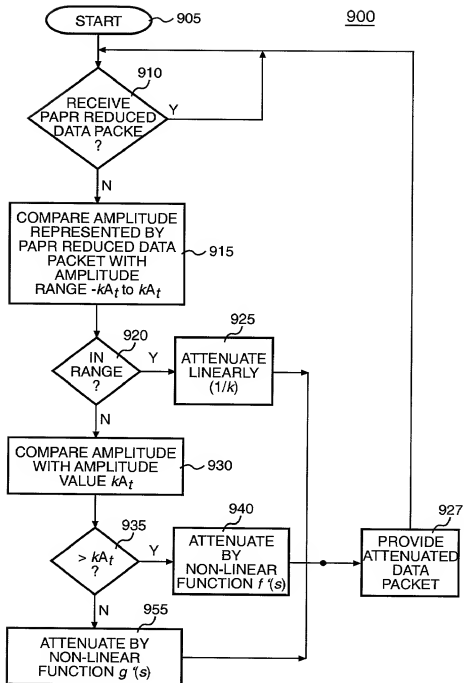 START
905
900
910
RECEIVE
PAPR REDUCED
DATA PACKE
?
Y
N
COMPARE AMPLITUDE
REPRESENTED BY
PAPR REDUCED DATA
PACKET WITH
AMPLITUDE
RANGE -kAt to kAt
915
920
IN
RANGE
?
Y
N
925
ATTENUATE
LINEARLY
(1/k)
COMPARE AMPLITUDE
WITH AMPLITUDE
VALUE kAt
930
935
> kAt
?
Y
N
940
ATTENUATE
BY
NON-LINEAR
FUNCTION f '(s)
927
PROVIDE
ATTENUATED
DATA
PACKET
955
ATTENUATE BY
NON-LINEAR
FUNCTION g '(s)